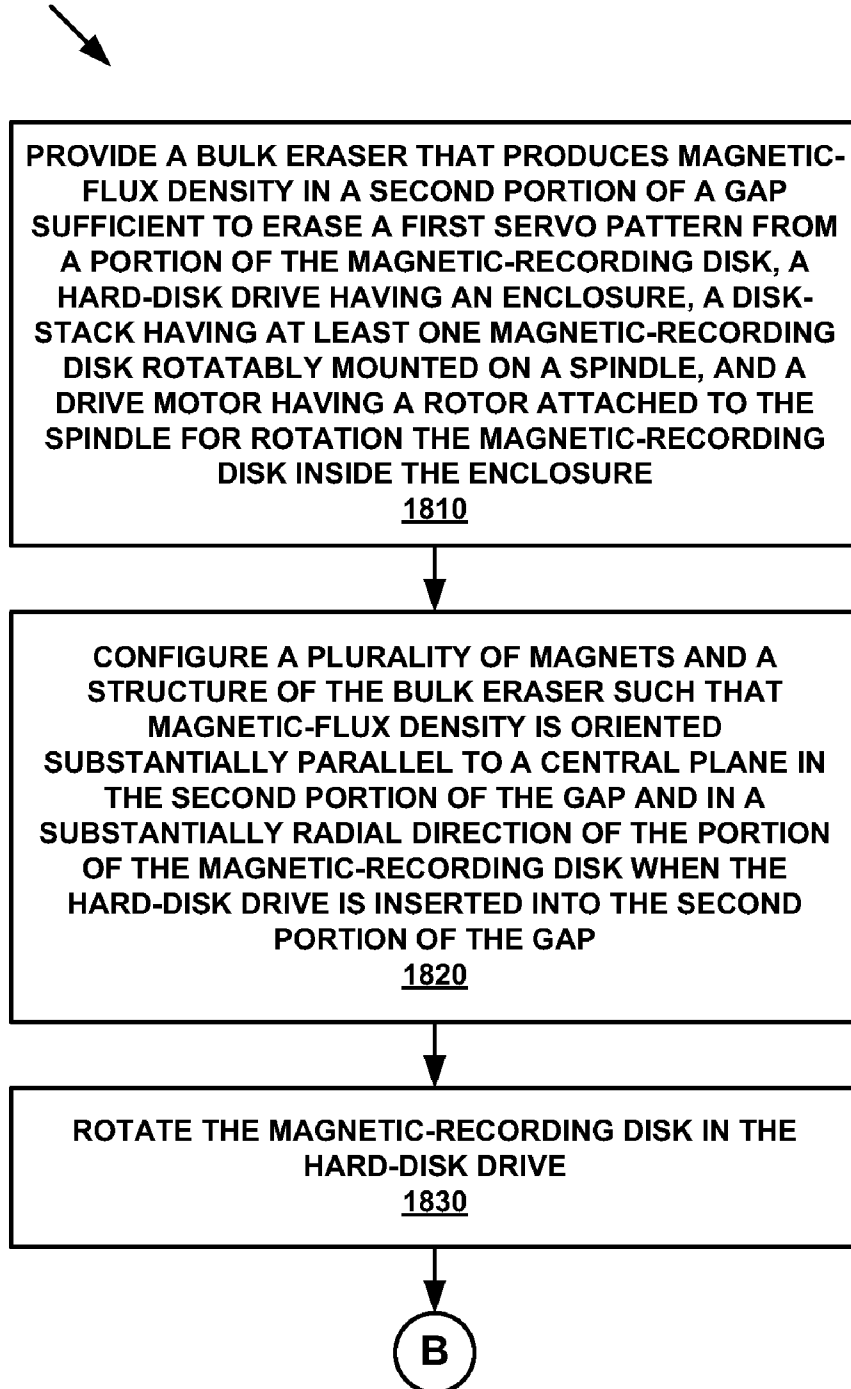 PROVIDE A BULK ERASER THAT PRODUCES MAGNETIC-
FLUX DENSITY IN A SECOND PORTION OF A GAP
SUFFICIENT TO ERASE A FIRST SERVO PATTERN FROM
A PORTION OF THE MAGNETIC-RECORDING DISK, A
HARD-DISK DRIVE HAVING AN ENCLOSURE, A DISK-
STACK HAVING AT LEAST ONE MAGNETIC-RECORDING
DISK ROTATABLY MOUNTED ON A SPINDLE, AND A
DRIVE MOTOR HAVING A ROTOR ATTACHED TO THE
SPINDLE FOR ROTATION THE MAGNETIC-RECORDING
DISK INSIDE THE ENCLOSURE
1810
CONFIGURE A PLURALITY OF MAGNETS AND A
STRUCTURE OF THE BULK ERASER SUCH THAT
MAGNETIC-FLUX DENSITY IS ORIENTED
SUBSTANTIALLY PARALLEL TO A CENTRAL PLANE IN
THE SECOND PORTION OF THE GAP AND IN A
SUBSTANTIALLY RADIAL DIRECTION OF THE PORTION
OF THE MAGNETIC-RECORDING DISK WHEN THE
HARD-DISK DRIVE IS INSERTED INTO THE SECOND
PORTION OF THE GAP
1820
ROTATE THE MAGNETIC-RECORDING DISK IN THE
HARD-DISK DRIVE
1830
B